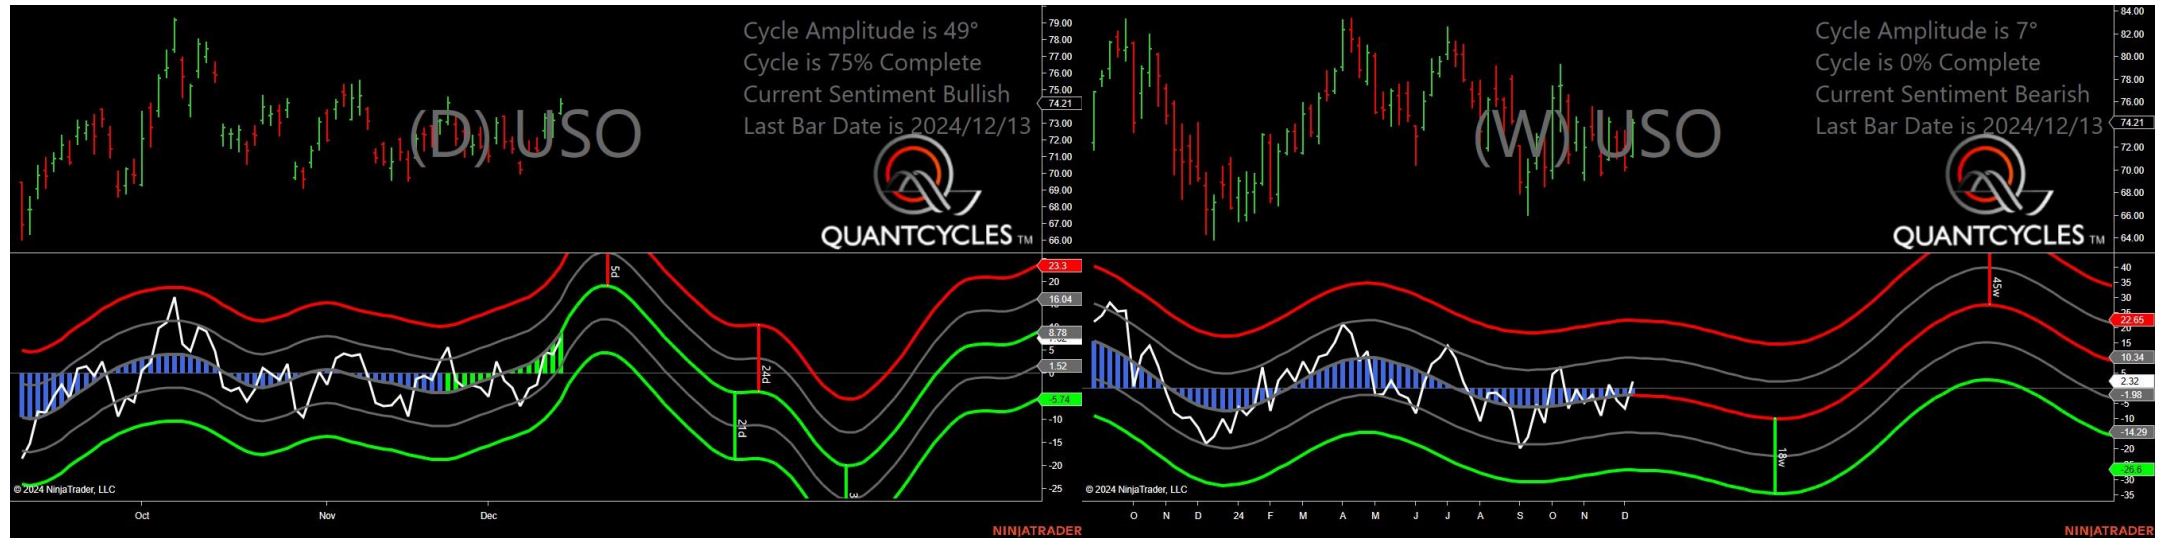 Cycle Amplitude is 49°
Cycle is 75% Complete
Current Sentiment Bullish
Last Bar Date is 2024/12/13
(D) USO
QUANTCYCLES TM
79.00
78.00
77.00
76.00
75.00
74.21
73.00
72.00
71.00
70.00
69.00
68.00
67.00
66.00
5d
24d
21d
3
23.3
20
16.04
8.78
5
1.52
0
-5.74
-10
-15
-20
-25
© 2024 NinjaTrader, LLC
Oct
Nov
Dec
NINJATRADER
Cycle Amplitude is 7°
Cycle is 0% Complete
Current Sentiment Bearish
Last Bar Date is 2024/12/13
(W) USO
QUANTCYCLES TM
84.00
82.00
80.00
78.00
76.00
74.21
72.00
70.00
68.00
66.00
64.00
45w
18w
40
35
30
22.65
15
10.34
2.32
-1.98
-5
-10
-14.29
-20
-26.6
-30
-35
© 2024 NinjaTrader, LLC
O N D 24 F M A M J J A S O N D
NINJATRADER